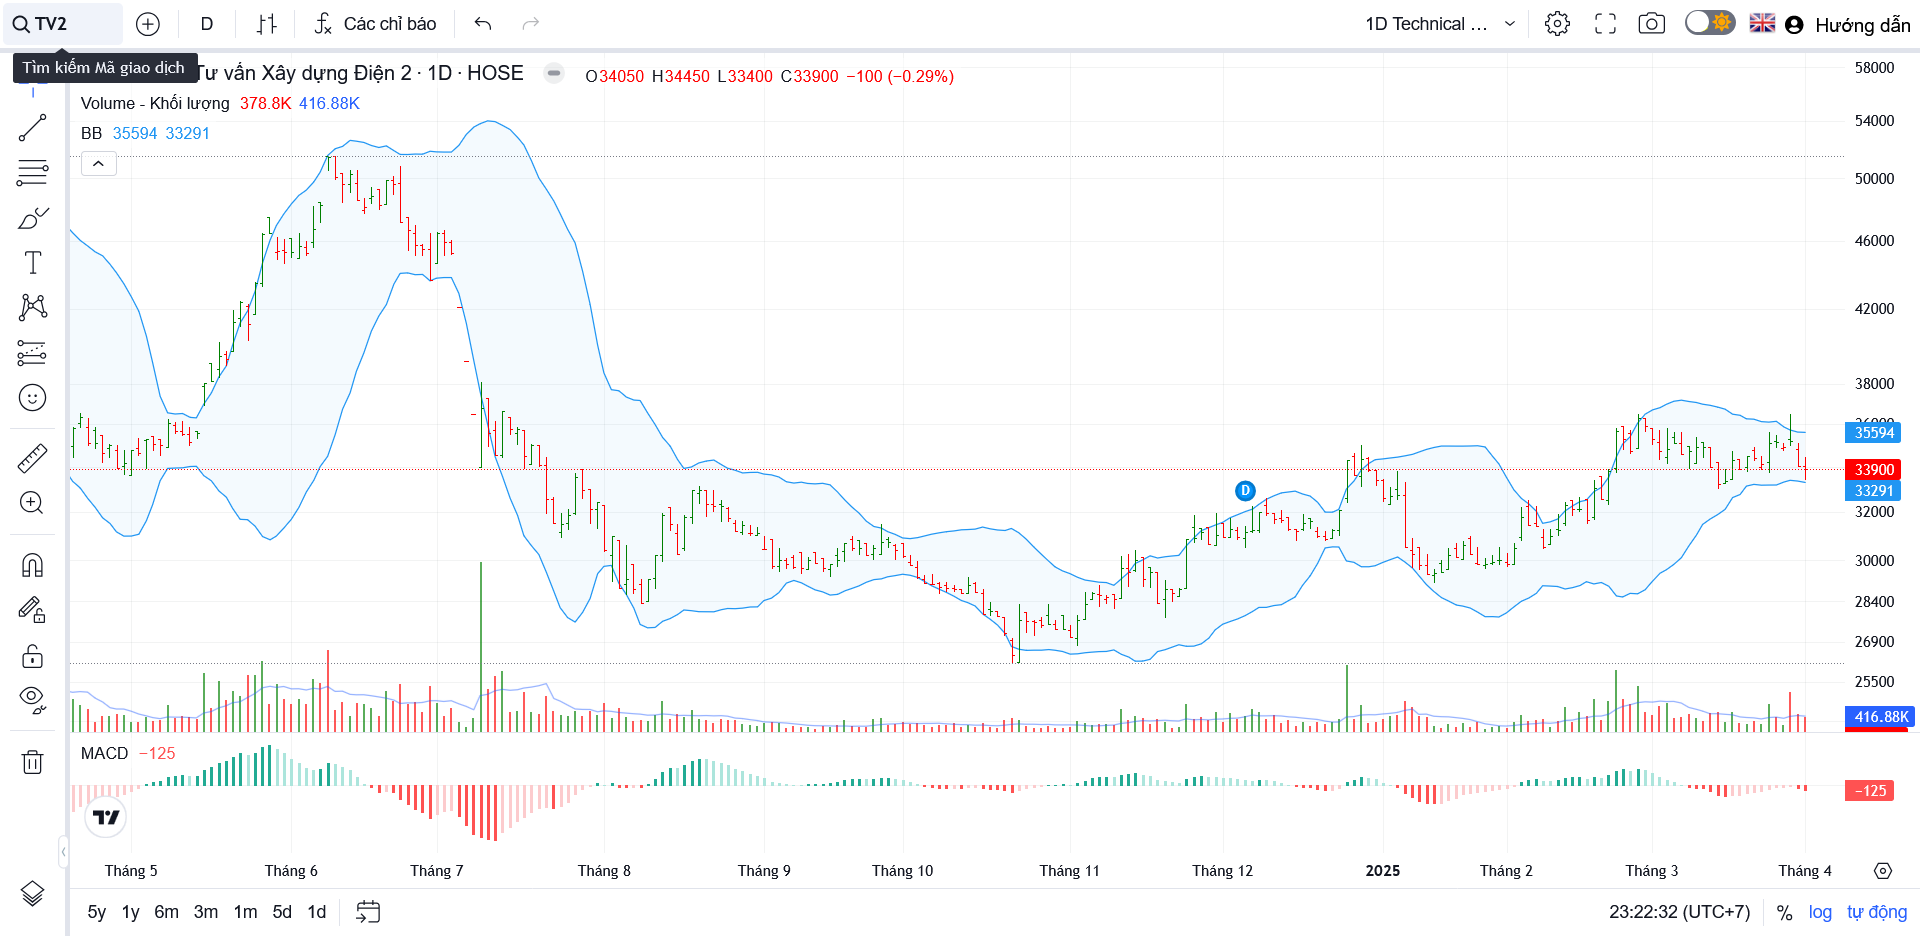 TV2
D
Các chỉ báo
1D Technical ...
Hướng dẫn
Tìm kiếm Mã giao dịch
Tư vấn Xây dựng Điện 2 · 1D · HOSE
O34050 H34450 L33400 C33900 −100 (−0.29%)
Volume - Khối lượng 378.8K 416.88K
BB 35594 33291
58000
54000
50000
46000
42000
38000
35594
33900
33291
32000
30000
28400
26900
25500
416.88K
D
MACD −125
−125
Tháng 5 Tháng 6 Tháng 7 Tháng 8 Tháng 9 Tháng 10 Tháng 11 Tháng 12 2025 Tháng 2 Tháng 3 Tháng 4
5y 1y 6m 3m 1m 5d 1d
23:22:32 (UTC+7) % log tự động